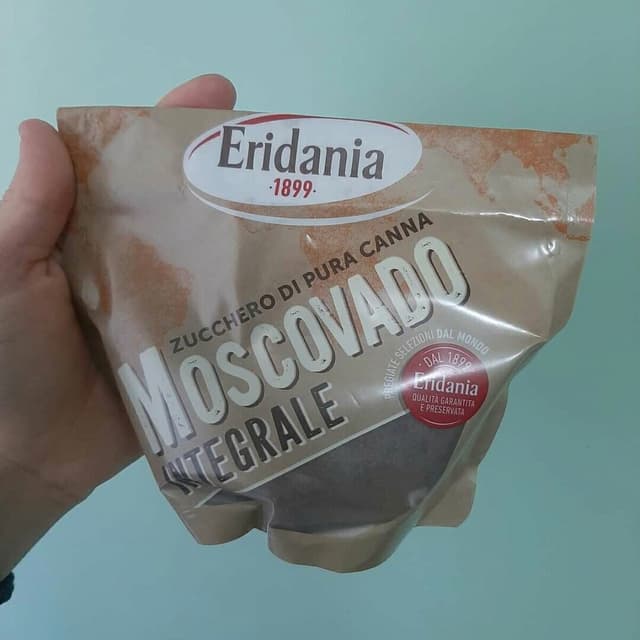 Eridania
·1899·
ZUCCHERO DI PURA CANNA
MOSCOVADO
INTEGRALE
PREGIATE SELEZIONI DAL MONDO
· DAL 1899 ·
Eridania
QUALITÀ GARANTITA
E PRESERVATA